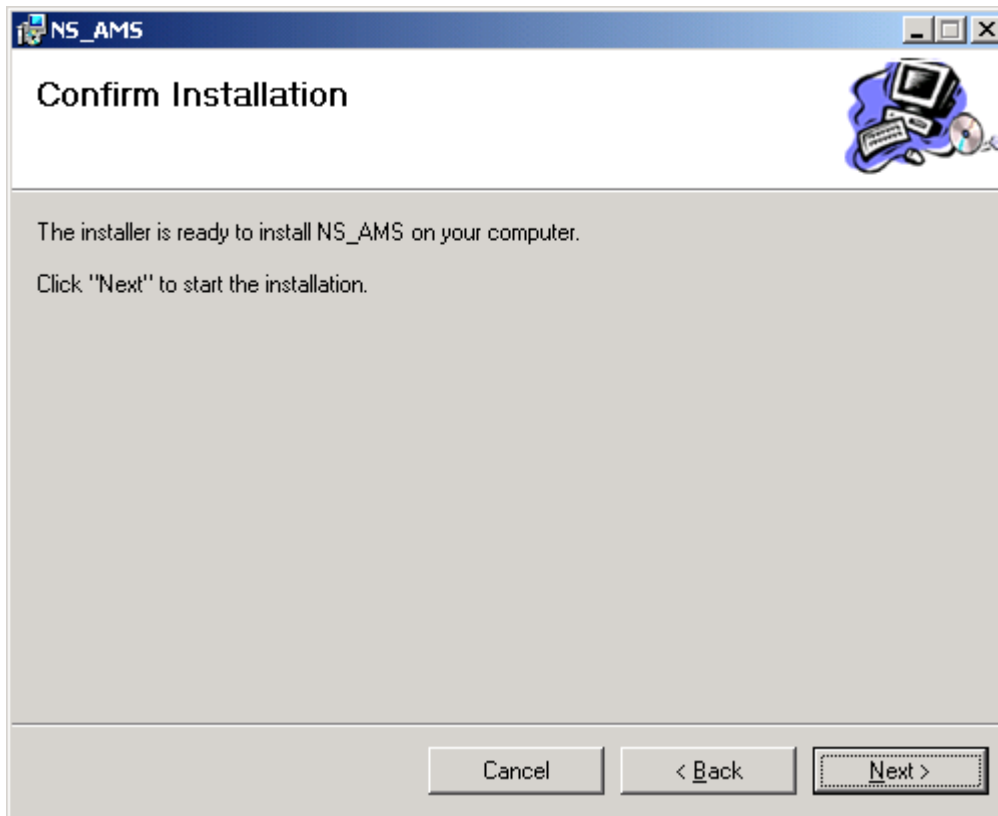 NS_AMS
Confirm Installation
The installer is ready to install NS_AMS on your computer.
Click "Next" to start the installation.
Cancel
< Back
Next >